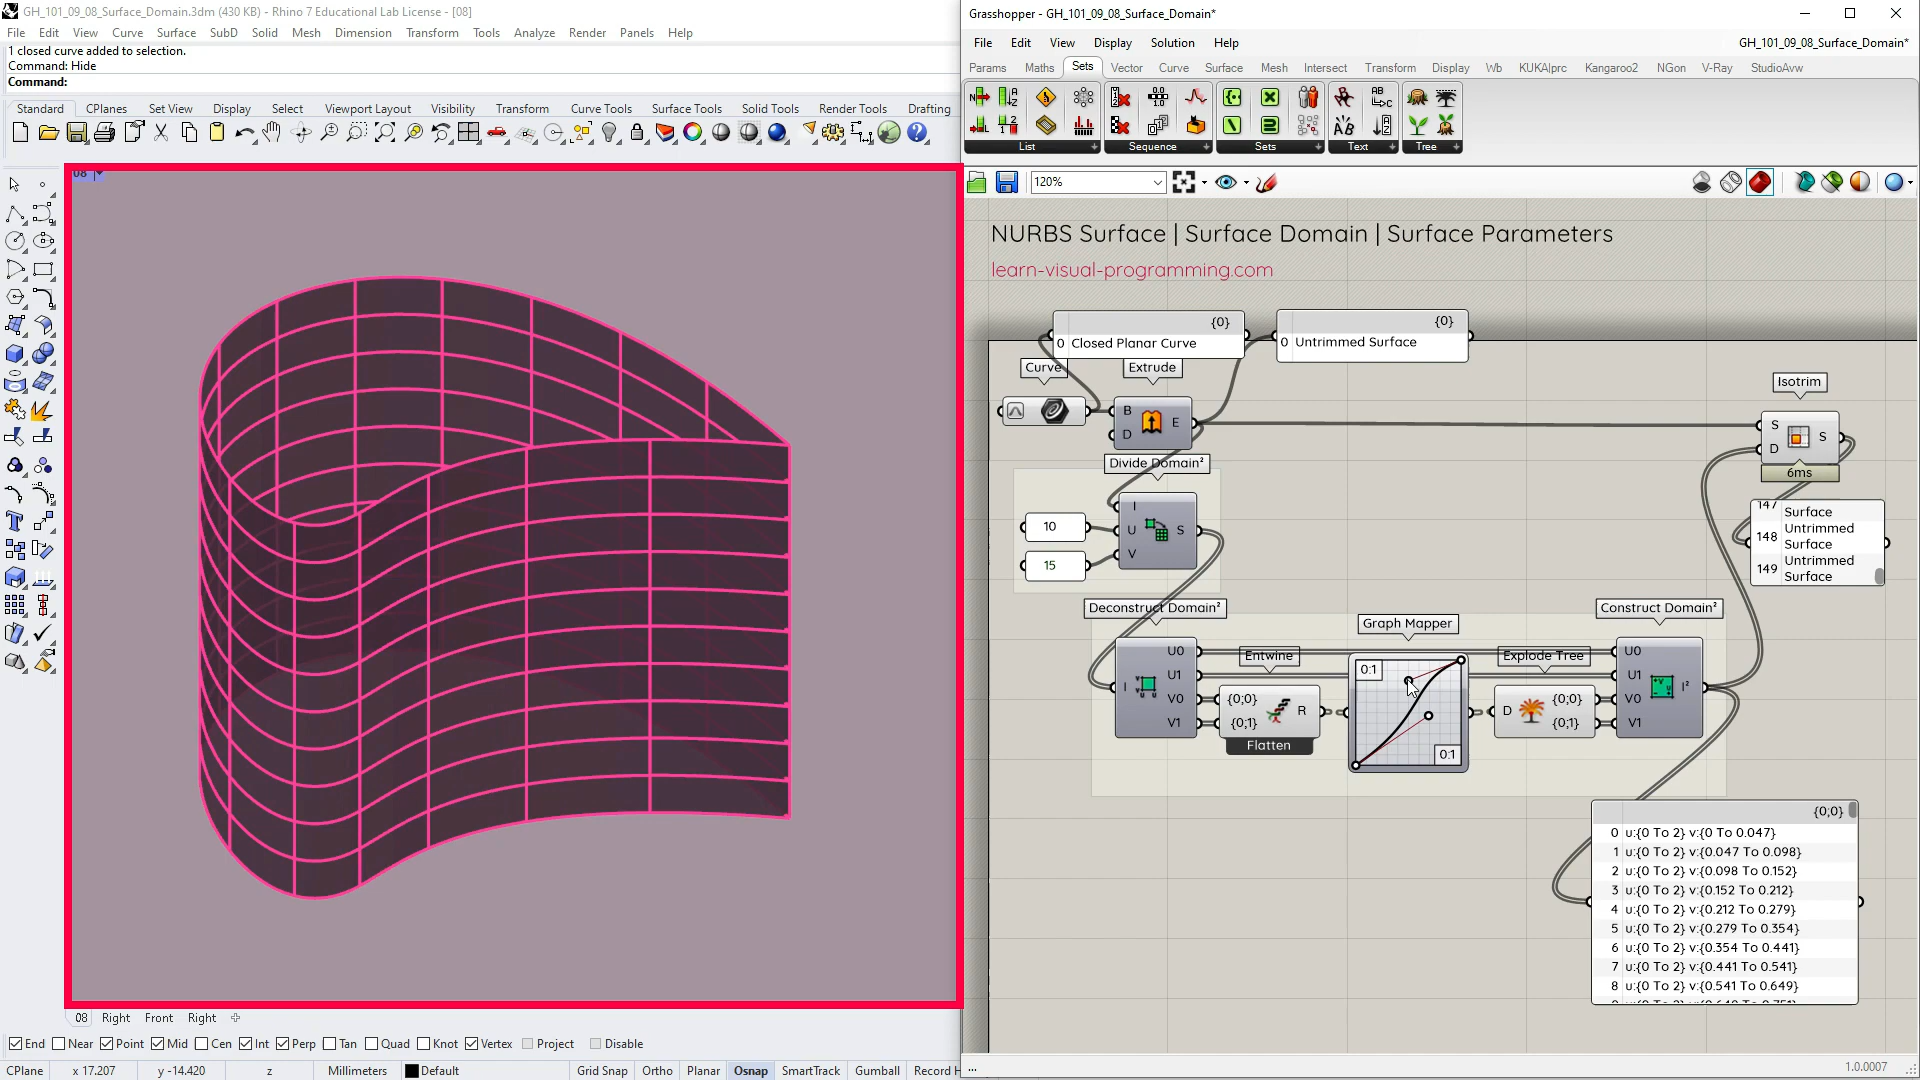 GH_101_09_08_Surface_Domain.3dm (430 KB) - Rhino 7 Educational Lab License - [08]
File Edit View Curve Surface SubD Solid Mesh Dimension Transform Tools Analyze Render Panels Help
1 closed curve added to selection.
Command: Hide
Command:
Standard CPlanes Set View Display Select Viewport Layout Visibility Transform Curve Tools Surface Tools Solid Tools Render Tools Drafting
08
08 Right Front Right
End Near Point Mid Cen Int Perp Tan Quad Knot Vertex Project Disable
CPlane x 17.207 y -14.420 z Millimeters Default Grid Snap Ortho Planar Osnap SmartTrack Gumball Record H
Grasshopper - GH_101_09_08_Surface_Domain*
File Edit View Display Solution Help GH_101_09_08_Surface_Domain*
Params Maths Sets Vector Curve Surface Mesh Intersect Transform Display Wb KUKA|prc Kangaroo2 NGon V-Ray StudioAvw
List Sequence Sets Text Tree
120%
NURBS Surface | Surface Domain | Surface Parameters
learn-visual-programming.com
{0}
0 Closed Planar Curve
{0}
0 Untrimmed Surface
Curve
Extrude
B
D
E
Isotrim
S
D
S
6ms
Divide Domain²
I
U
V
S
10
15
147 Surface
148 Untrimmed Surface
149 Untrimmed Surface
Deconstruct Domain²
I
U0
U1
V0
V1
Entwine
{0;0}
{0;1}
R
Flatten
Graph Mapper
0:1
0:1
Explode Tree
D
{0;0}
{0;1}
Construct Domain²
U0
U1
V0
V1
I²
{0;0}
0 u:{0 To 2} v:{0 To 0.047}
1 u:{0 To 2} v:{0.047 To 0.098}
2 u:{0 To 2} v:{0.098 To 0.152}
3 u:{0 To 2} v:{0.152 To 0.212}
4 u:{0 To 2} v:{0.212 To 0.279}
5 u:{0 To 2} v:{0.279 To 0.354}
6 u:{0 To 2} v:{0.354 To 0.441}
7 u:{0 To 2} v:{0.441 To 0.541}
8 u:{0 To 2} v:{0.541 To 0.649}
...
1.0.0007